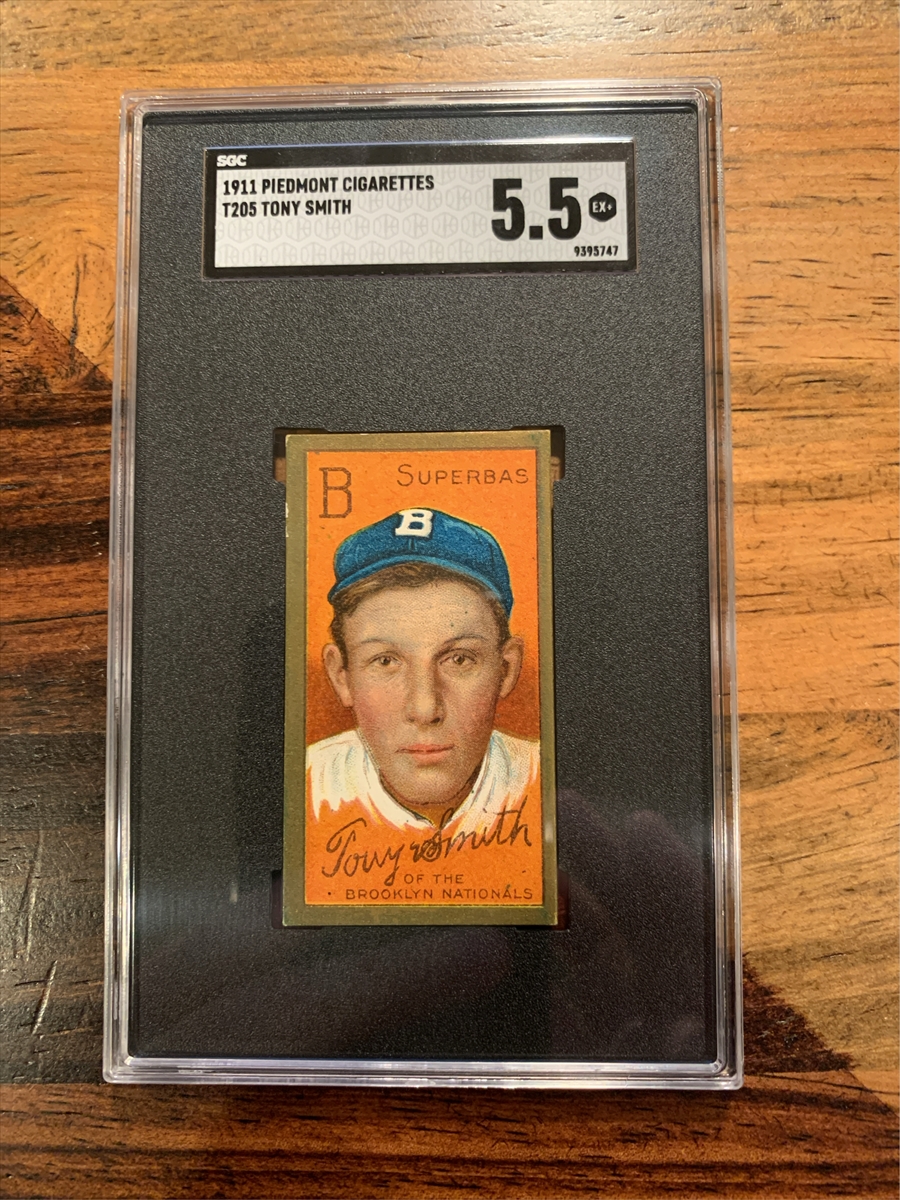 SGC
1911 PIEDMONT CIGARETTES
T205 TONY SMITH
5.5 EX+
9395747
B SUPERBAS
B
Tony Smith
OF THE
BROOKLYN NATIONALS